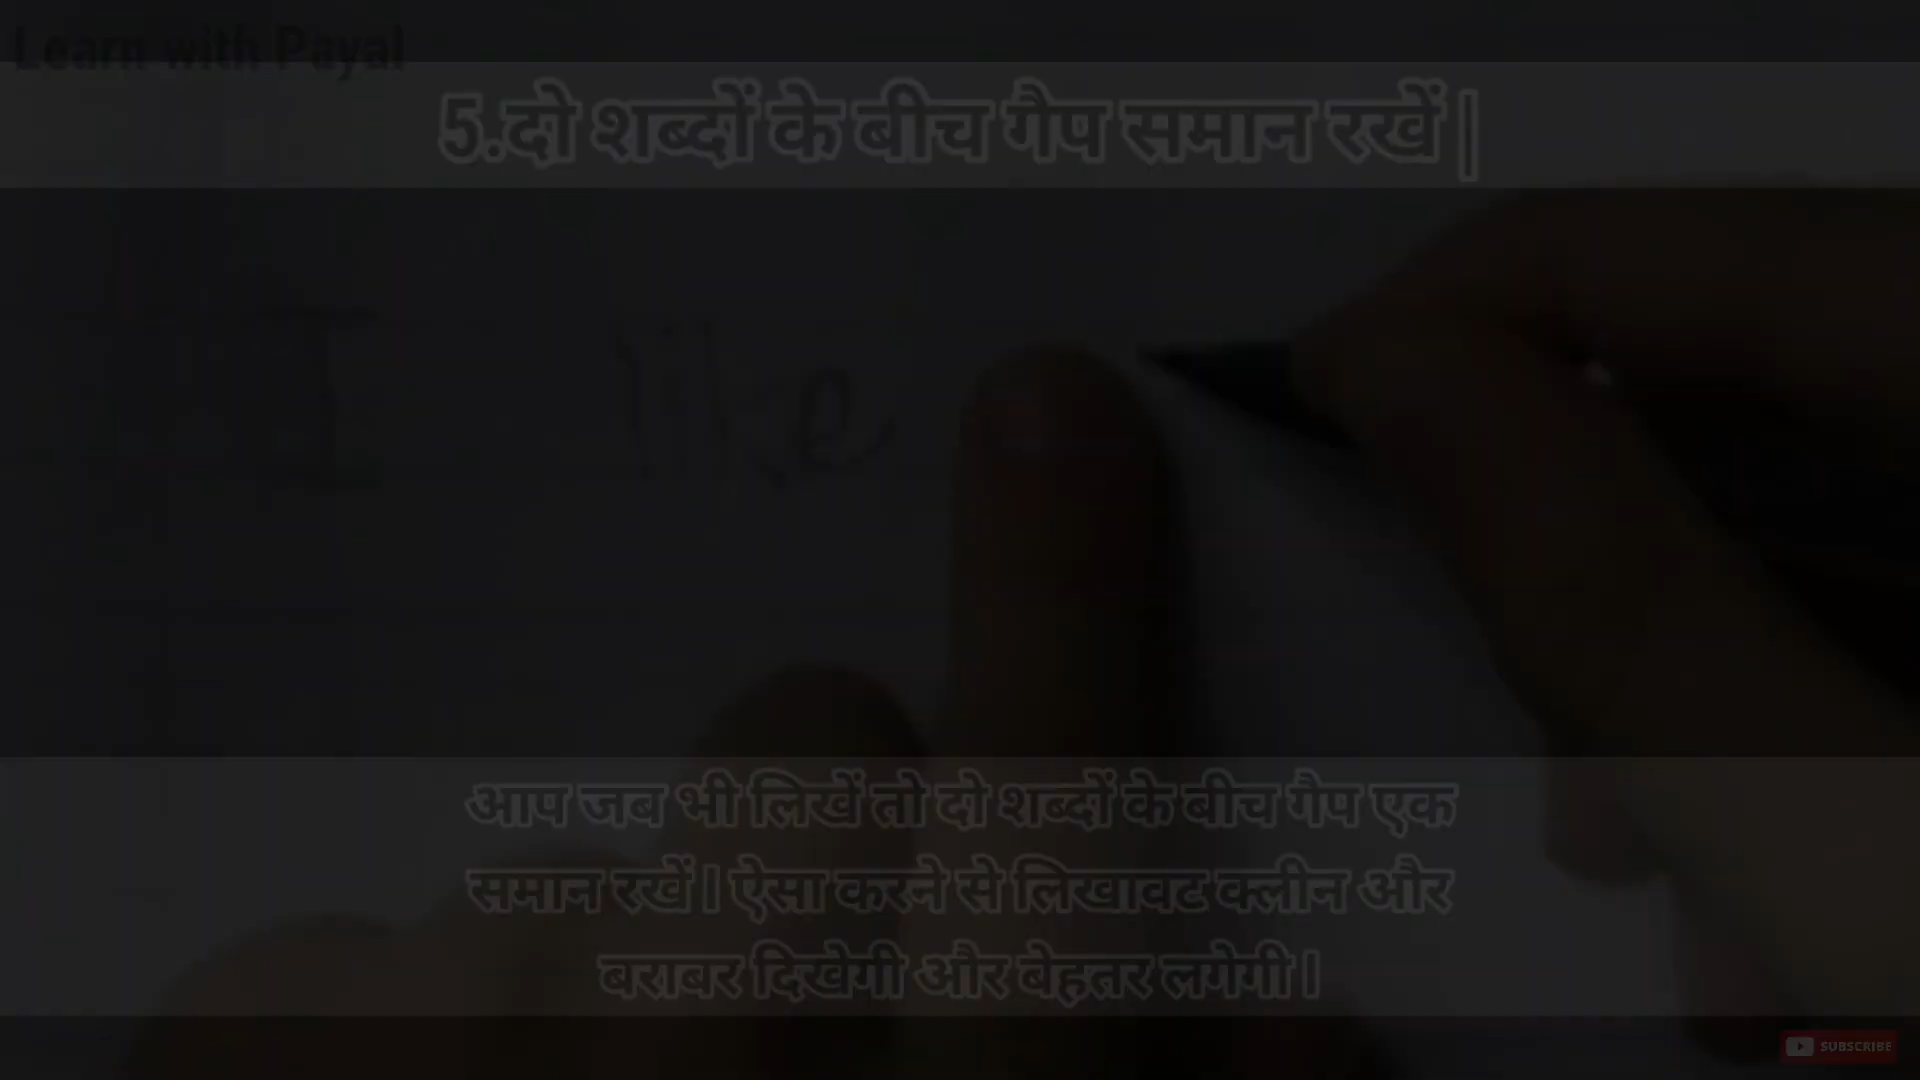 Learn with Payal
5.दो शब्दों के बीच गैप समान रखें |
I like
आप जब भी लिखें तो दो शब्दों के बीच गैप एक
समान रखें l ऐसा करने से लिखावट क्लीन और
बराबर दिखेगी और बेहतर लगेगी l
SUBSCRIBE